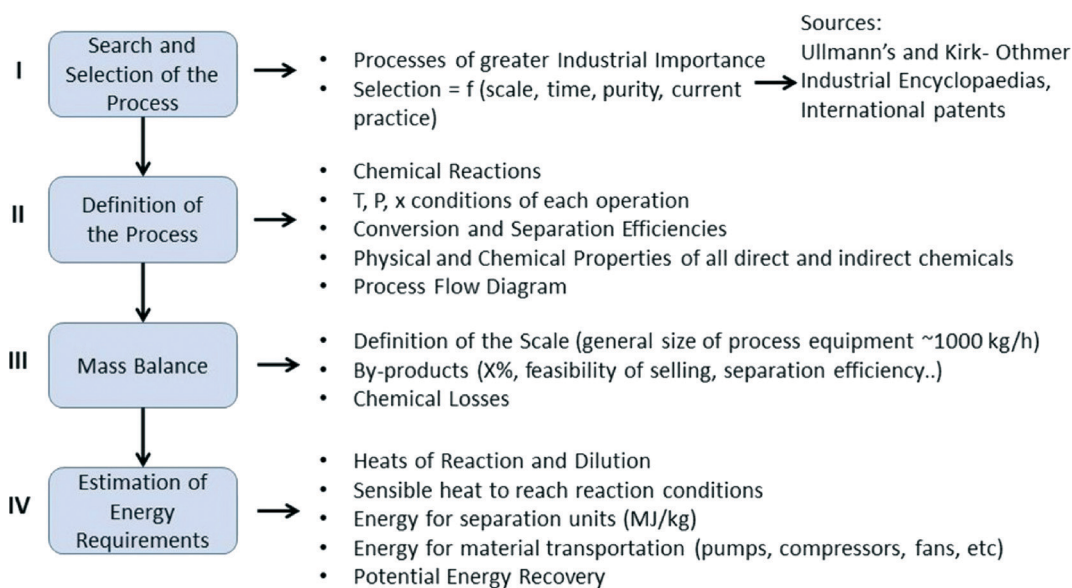 I
Search and
Selection of the
Process
• Processes of greater Industrial Importance
• Selection = f (scale, time, purity, current
practice)
Sources:
Ullmann's and Kirk- Othmer
Industrial Encyclopaedias,
International patents
II
Definition of
the Process
• Chemical Reactions
• T, P, x conditions of each operation
• Conversion and Separation Efficiencies
• Physical and Chemical Properties of all direct and indirect chemicals
• Process Flow Diagram
III
Mass Balance
• Definition of the Scale (general size of process equipment ~1000 kg/h)
• By-products (X%, feasibility of selling, separation efficiency..)
• Chemical Losses
IV
Estimation of
Energy
Requirements
• Heats of Reaction and Dilution
• Sensible heat to reach reaction conditions
• Energy for separation units (MJ/kg)
• Energy for material transportation (pumps, compressors, fans, etc)
• Potential Energy Recovery